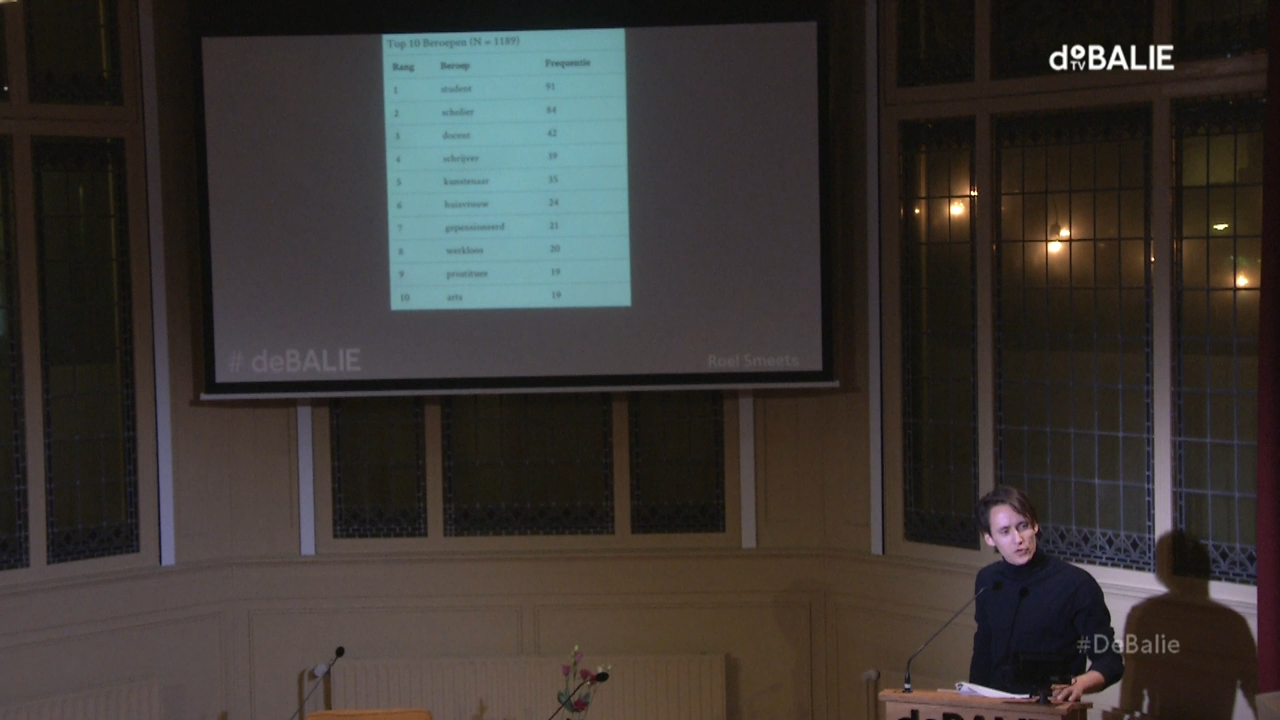 Top 10 Beroepen (N = 1189)
Rang Beroep Frequentie
1 student 91
2 scholier 84
3 docent 42
4 schrijver 39
5 kunstenaar 35
6 huisvrouw 24
7 gepensioneerd 21
8 werkloos 20
9 prostituee 19
10 arts 19
# deBALIE
Roel Smeets
deBALIE TV
#DeBalie
deBALIE